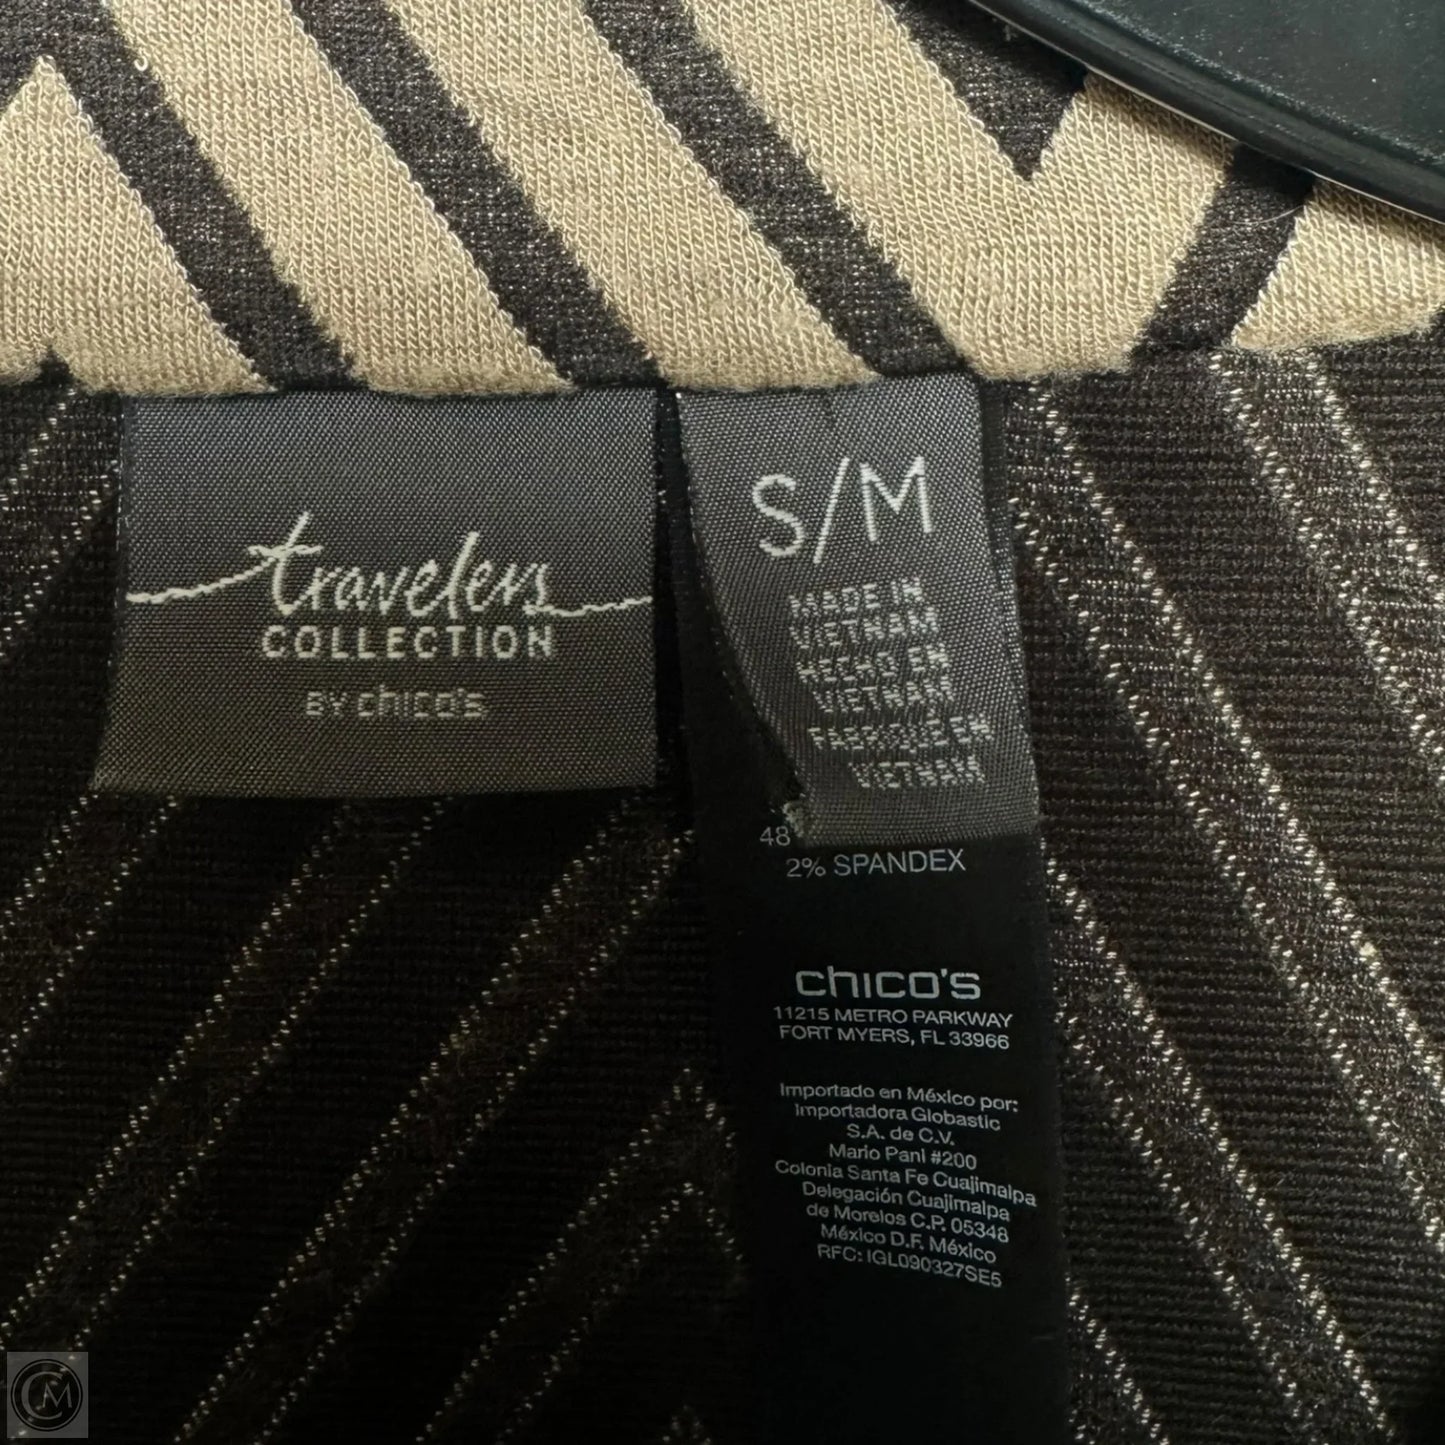 travelers
COLLECTION
BY chico's
S/M
MADE IN
VIETNAM
HECHO EN
VIETNAM
FABRIQUÉ EN
VIETNAM
48
2% SPANDEX
chico's
11215 METRO PARKWAY
FORT MYERS, FL 33966
Importado en México por:
Importadora Globastic
S.A. de C.V.
Mario Pani #200
Colonia Santa Fe Cuajimalpa
Delegación Cuajimalpa
de Morelos C.P. 05348
México D.F. México
RFC: IGL090327SE5
CM